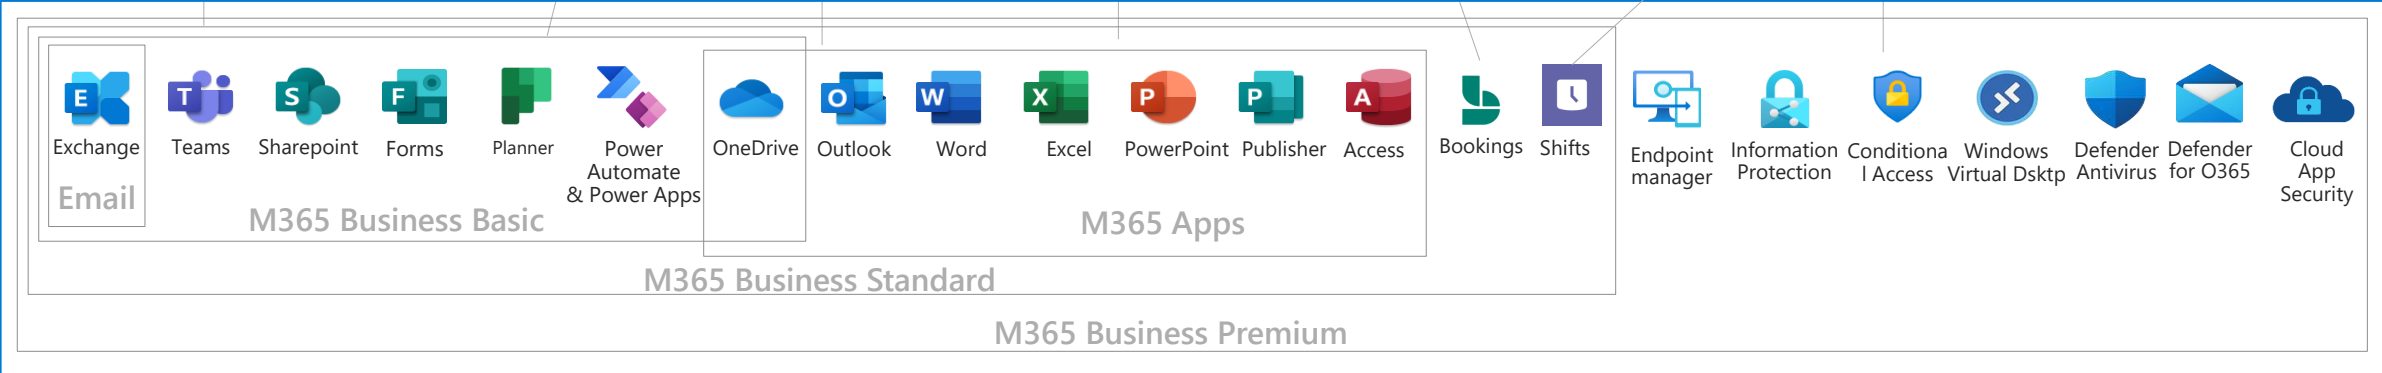 E
T
S
F
O
W
X
P
P
A
Exchange
Teams
Sharepoint
Forms
Planner
Power
Automate
& Power Apps
OneDrive
Outlook
Word
Excel
PowerPoint
Publisher
Access
Bookings
Shifts
Endpoint
manager
Information
Protection
Conditiona
l Access
Windows
Virtual Dsktp
Defender
Antivirus
Defender
for O365
Cloud
App
Security
Email
M365 Business Basic
M365 Apps
M365 Business Standard
M365 Business Premium